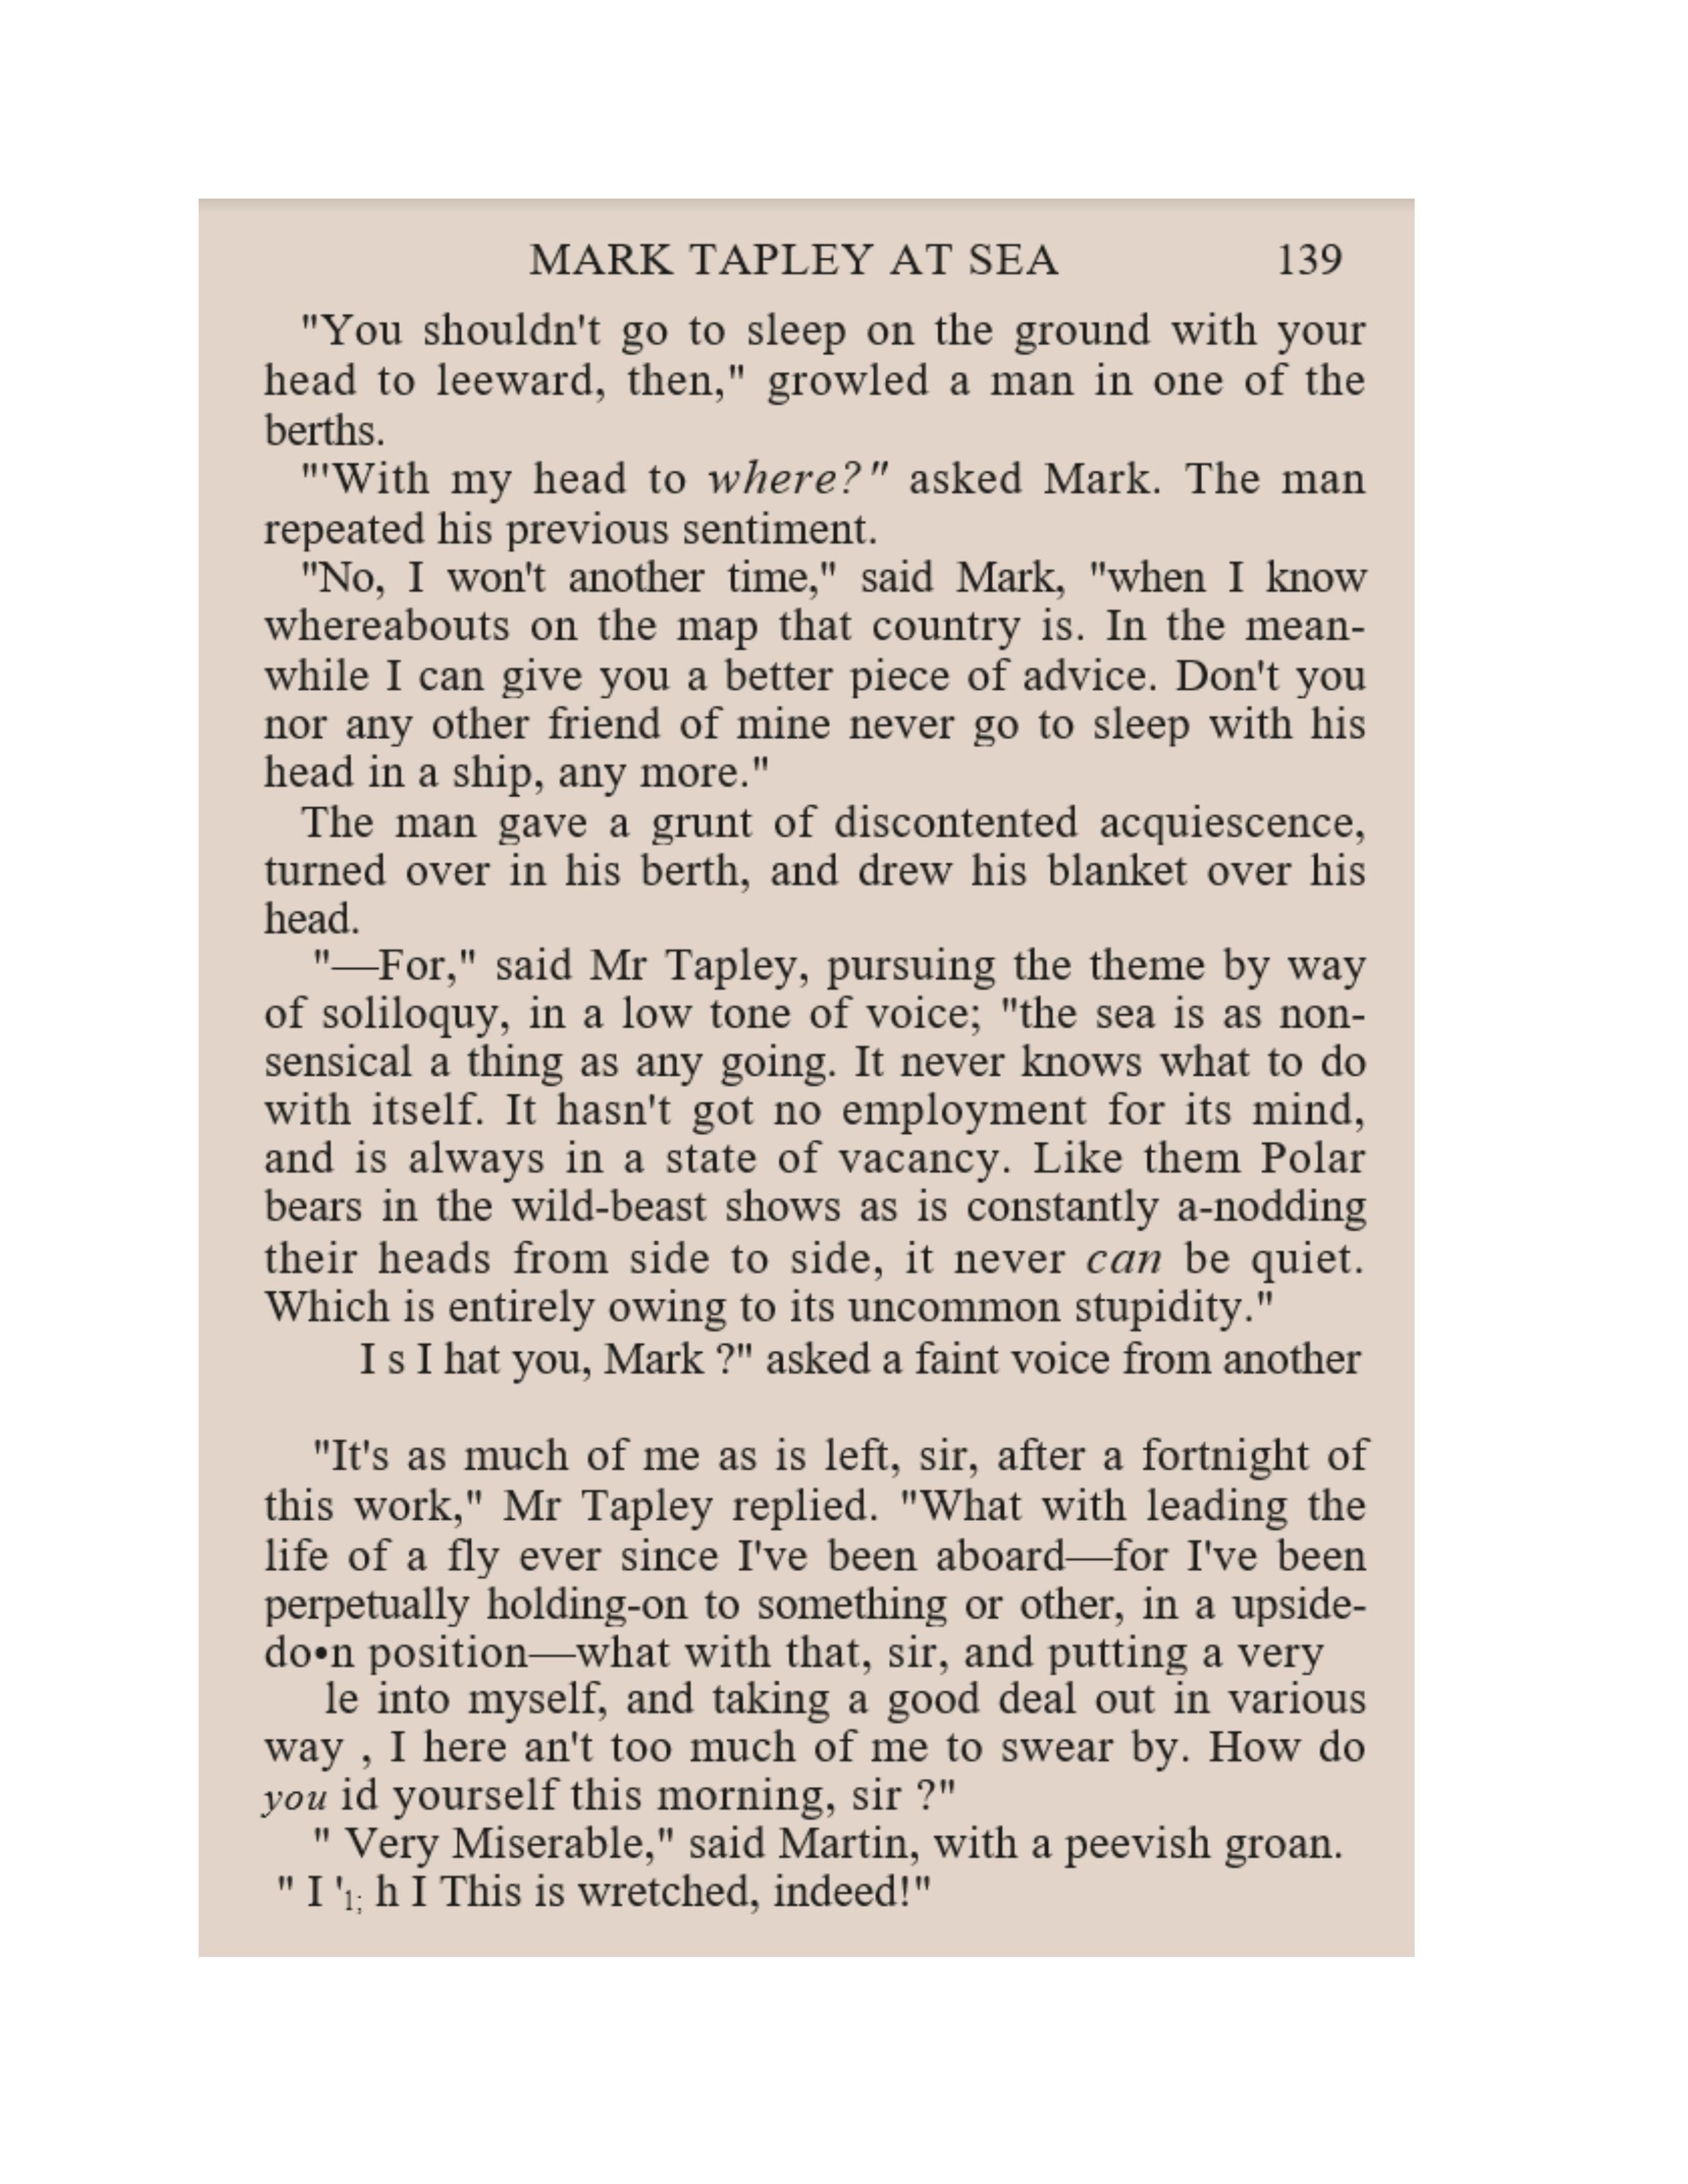 MARK TAPLEY AT SEA 139
"You shouldn't go to sleep on the ground with your
head to leeward, then," growled a man in one of the
berths.
"'With my head to where?" asked Mark. The man
repeated his previous sentiment.
"No, I won't another time," said Mark, "when I know
whereabouts on the map that country is. In the mean-
while I can give you a better piece of advice. Don't you
nor any other friend of mine never go to sleep with his
head in a ship, any more."
The man gave a grunt of discontented acquiescence,
turned over in his berth, and drew his blanket over his
head.
"—For," said Mr Tapley, pursuing the theme by way
of soliloquy, in a low tone of voice; "the sea is as non-
sensical a thing as any going. It never knows what to do
with itself. It hasn't got no employment for its mind,
and is always in a state of vacancy. Like them Polar
bears in the wild-beast shows as is constantly a-nodding
their heads from side to side, it never can be quiet.
Which is entirely owing to its uncommon stupidity."
I s I hat you, Mark ?" asked a faint voice from another
"It's as much of me as is left, sir, after a fortnight of
this work," Mr Tapley replied. "What with leading the
life of a fly ever since I've been aboard—for I've been
perpetually holding-on to something or other, in a upside-
do•n position—what with that, sir, and putting a very
le into myself, and taking a good deal out in various
way , I here an't too much of me to swear by. How do
you id yourself this morning, sir ?"
" Very Miserable," said Martin, with a peevish groan.
" I '1; h I This is wretched, indeed!"